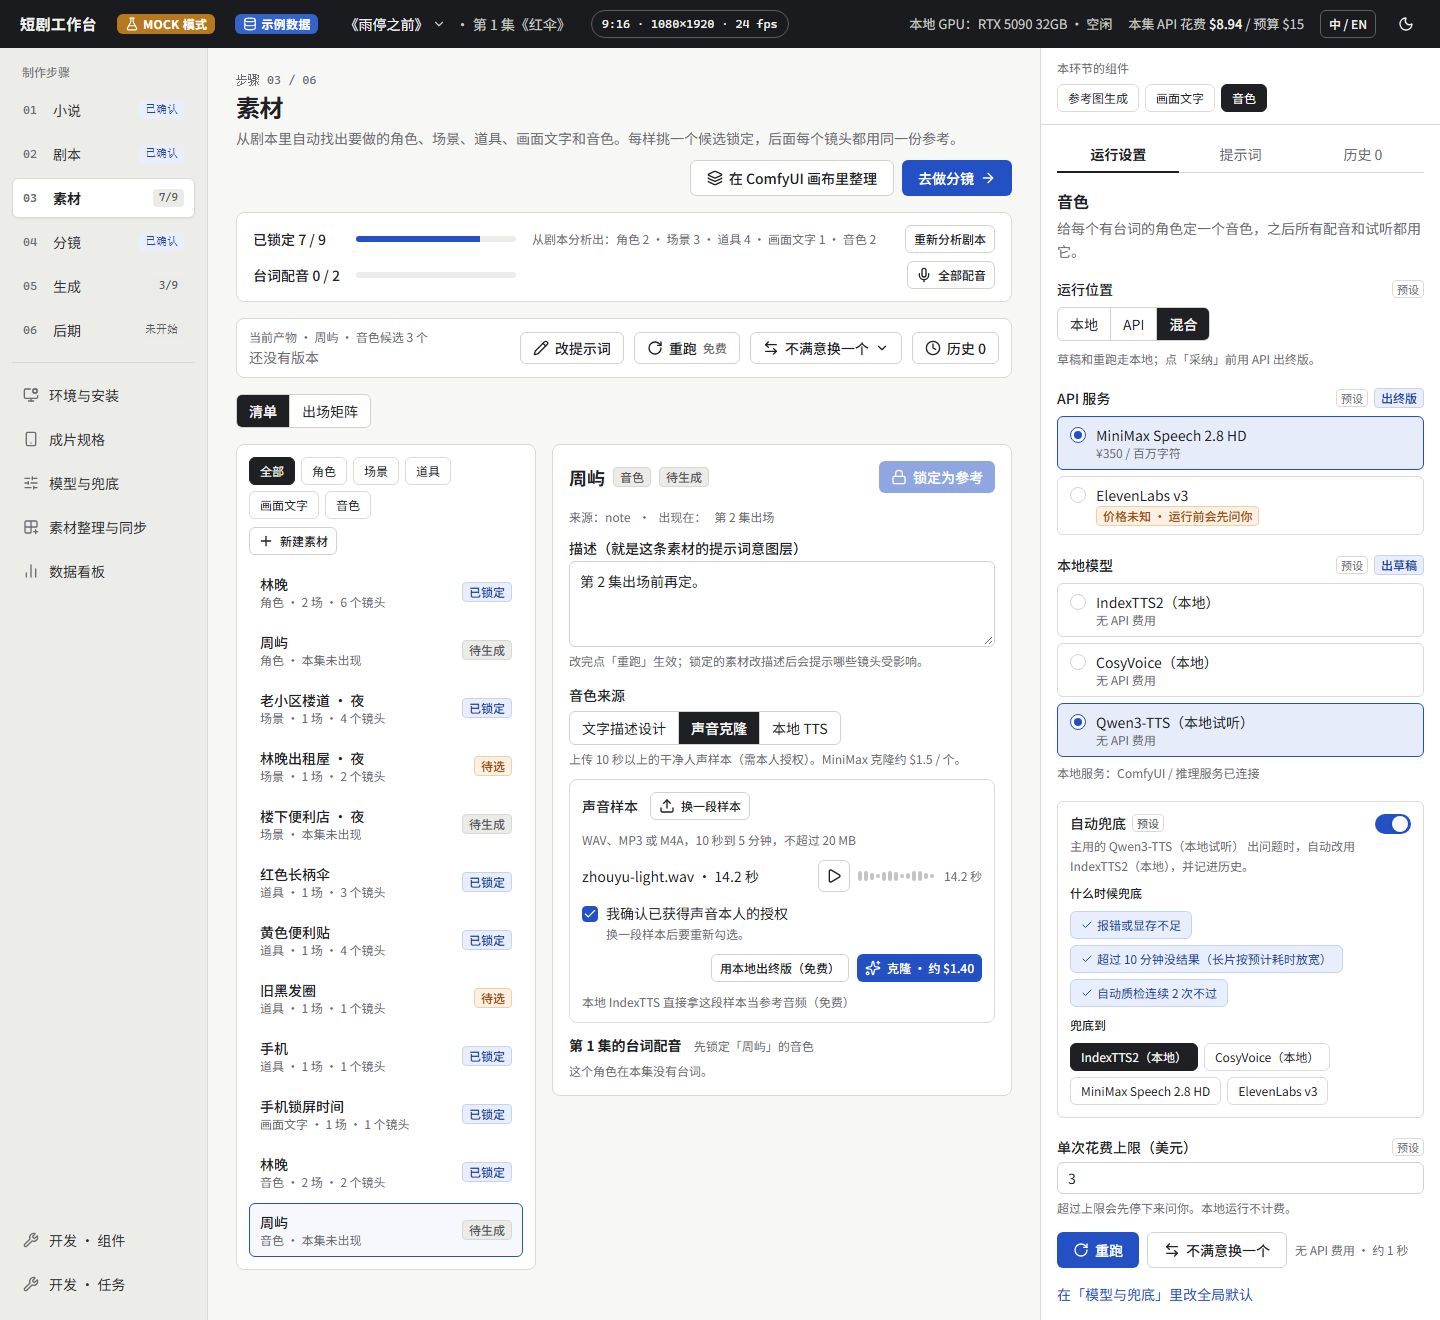 短剧工作台
MOCK 模式
示例数据
《雨停之前》
· 第 1 集《红伞》
9:16 · 1080×1920 · 24 fps
本地 GPU：RTX 5090 32GB · 空闲
本集 API 花费 $8.94 / 预算 $15
中 / EN
制作步骤
01 小说 已确认
02 剧本 已确认
03 素材 7/9
04 分镜 已确认
05 生成 3/9
06 后期 未开始
环境与安装
成片规格
模型与兜底
素材整理与同步
数据看板
开发 · 组件
开发 · 任务
步骤 03 / 06
素材
从剧本里自动找出要做的角色、场景、道具、画面文字和音色。每样挑一个候选锁定，后面每个镜头都用同一份参考。
在 ComfyUI 画布里整理
去做分镜
已锁定 7 / 9
从剧本分析出：角色 2 · 场景 3 · 道具 4 · 画面文字 1 · 音色 2
重新分析剧本
台词配音 0 / 2
全部配音
当前产物 · 周屿 · 音色候选 3 个
还没有版本
改提示词
重跑 免费
不满意换一个
历史 0
清单
出场矩阵
全部
角色
场景
道具
画面文字
音色
新建素材
林晚
角色 · 2 场 · 6 个镜头
已锁定
周屿
角色 · 本集未出现
待生成
老小区楼道 · 夜
场景 · 1 场 · 4 个镜头
已锁定
林晚出租屋 · 夜
场景 · 1 场 · 2 个镜头
待选
楼下便利店 · 夜
场景 · 本集未出现
待生成
红色长柄伞
道具 · 1 场 · 3 个镜头
已锁定
黄色便利贴
道具 · 1 场 · 4 个镜头
已锁定
旧黑发圈
道具 · 1 场 · 1 个镜头
待选
手机
道具 · 1 场 · 1 个镜头
已锁定
手机锁屏时间
画面文字 · 1 场 · 1 个镜头
已锁定
林晚
音色 · 2 场 · 2 个镜头
已锁定
周屿
音色 · 本集未出现
待生成
周屿
音色
待生成
锁定为参考
来源：note · 出现在： 第 2 集出场
描述（就是这条素材的提示词意图层）
第 2 集出场前再定。
改完点「重跑」生效；锁定的素材改描述后会提示哪些镜头受影响。
音色来源
文字描述设计
声音克隆
本地 TTS
上传 10 秒以上的干净人声样本（需本人授权）。MiniMax 克隆约 $1.5 / 个。
声音样本
换一段样本
WAV、MP3 或 M4A，10 秒到 5 分钟，不超过 20 MB
zhouyu-light.wav · 14.2 秒
14.2 秒
我确认已获得声音本人的授权
换一段样本后要重新勾选。
用本地出终版（免费）
克隆 · 约 $1.40
本地 IndexTTS 直接拿这段样本当参考音频（免费）
第 1 集的台词配音
先锁定「周屿」的音色
这个角色在本集没有台词。
本环节的组件
参考图生成
画面文字
音色
运行设置
提示词
历史 0
音色
给每个有台词的角色定一个音色，之后所有配音和试听都用
它。
运行位置
预设
本地
API
混合
草稿和重跑走本地；点「采纳」前用 API 出终版。
API 服务
预设
出终版
MiniMax Speech 2.8 HD
¥350 / 百万字符
ElevenLabs v3
价格未知 · 运行前会先问你
本地模型
预设
出草稿
IndexTTS2（本地）
无 API 费用
CosyVoice（本地）
无 API 费用
Qwen3-TTS（本地试听）
无 API 费用
本地服务：ComfyUI / 推理服务已连接
自动兜底
预设
主用的 Qwen3-TTS（本地试听） 出问题时，自动改用
IndexTTS2（本地），并记进历史。
什么时候兜底
报错或显存不足
超过 10 分钟没结果（长片按预计耗时放宽）
自动质检连续 2 次不过
兜底到
IndexTTS2（本地）
CosyVoice（本地）
MiniMax Speech 2.8 HD
ElevenLabs v3
单次花费上限（美元）
预设
3
超过上限会先停下来问你。本地运行不计费。
重跑
不满意换一个
无 API 费用 · 约 1 秒
在「模型与兜底」里改全局默认